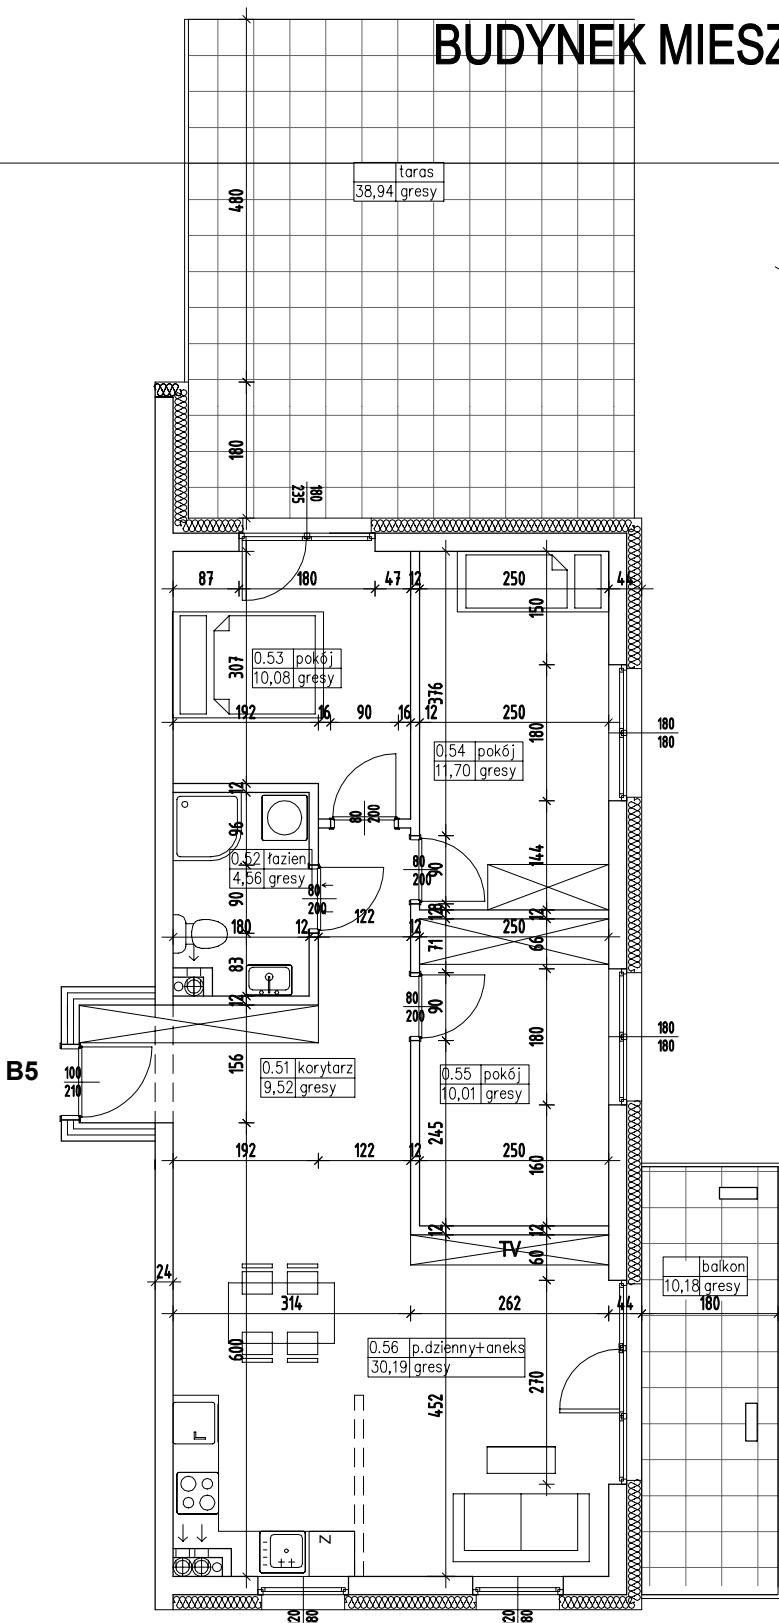 BUDYNEK MIESZ
taras
38,94 gresy
480
180
235
180
87 180 47 12 250 44
150
0.53 pokój
10,08 gresy
307
376
192 16 90 16 12 250
180
180
180
0.54 pokój
11,70 gresy
12
80
200
96
144
0.52 łazien
4,56 gresy
80
200
90
90
80
200
12
180 12 122 12 250
71
66
83
12
80
200
90
180
180
180
B5
100
210
156
0.51 korytarz
9,52 gresy
0.55 pokój
10,01 gresy
245
192 122 12 250
160
12
12
TV
60
24
balkon
10,18 gresy
314 262 44 180
600
0.56 p.dzienny+aneks
30,19 gresy
452
270
L
Z
20
80
20
80